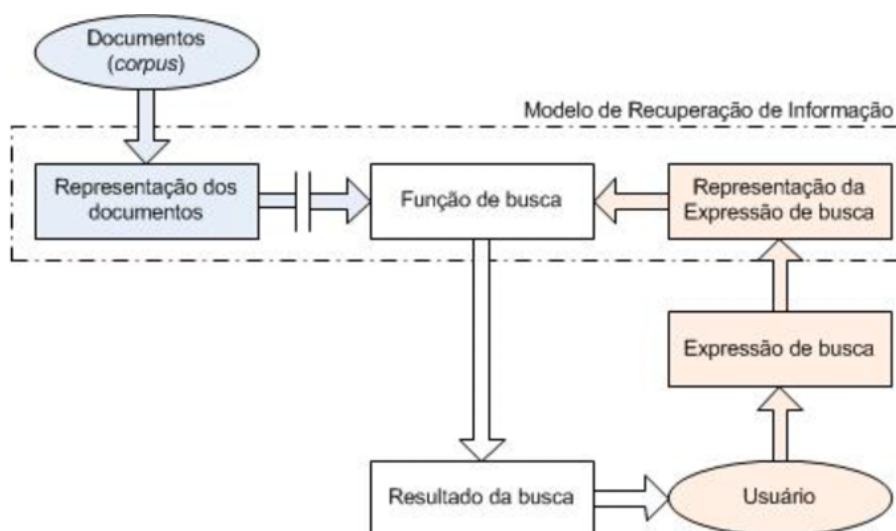 Documentos
(corpus)
Modelo de Recuperação de Informação
Representação dos
documentos
Função de busca
Representação da
Expressão de busca
Expressão de busca
Resultado da busca
Usuário